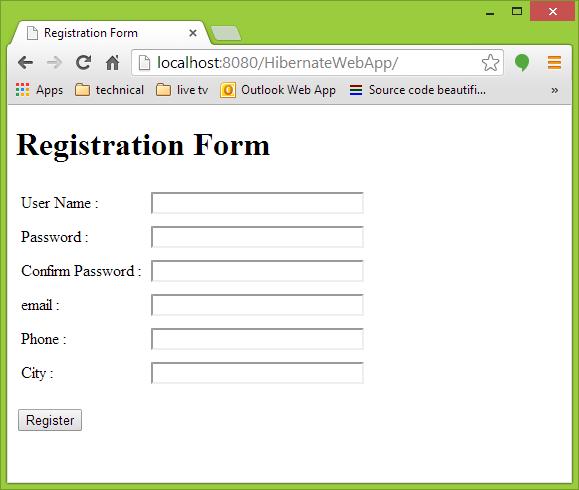 Registration Form
localhost:8080/HibernateWebApp/
Apps technical live tv Outlook Web App Source code beautifi... »
Registration Form
User Name :
Password :
Confirm Password :
email :
Phone :
City :
Register